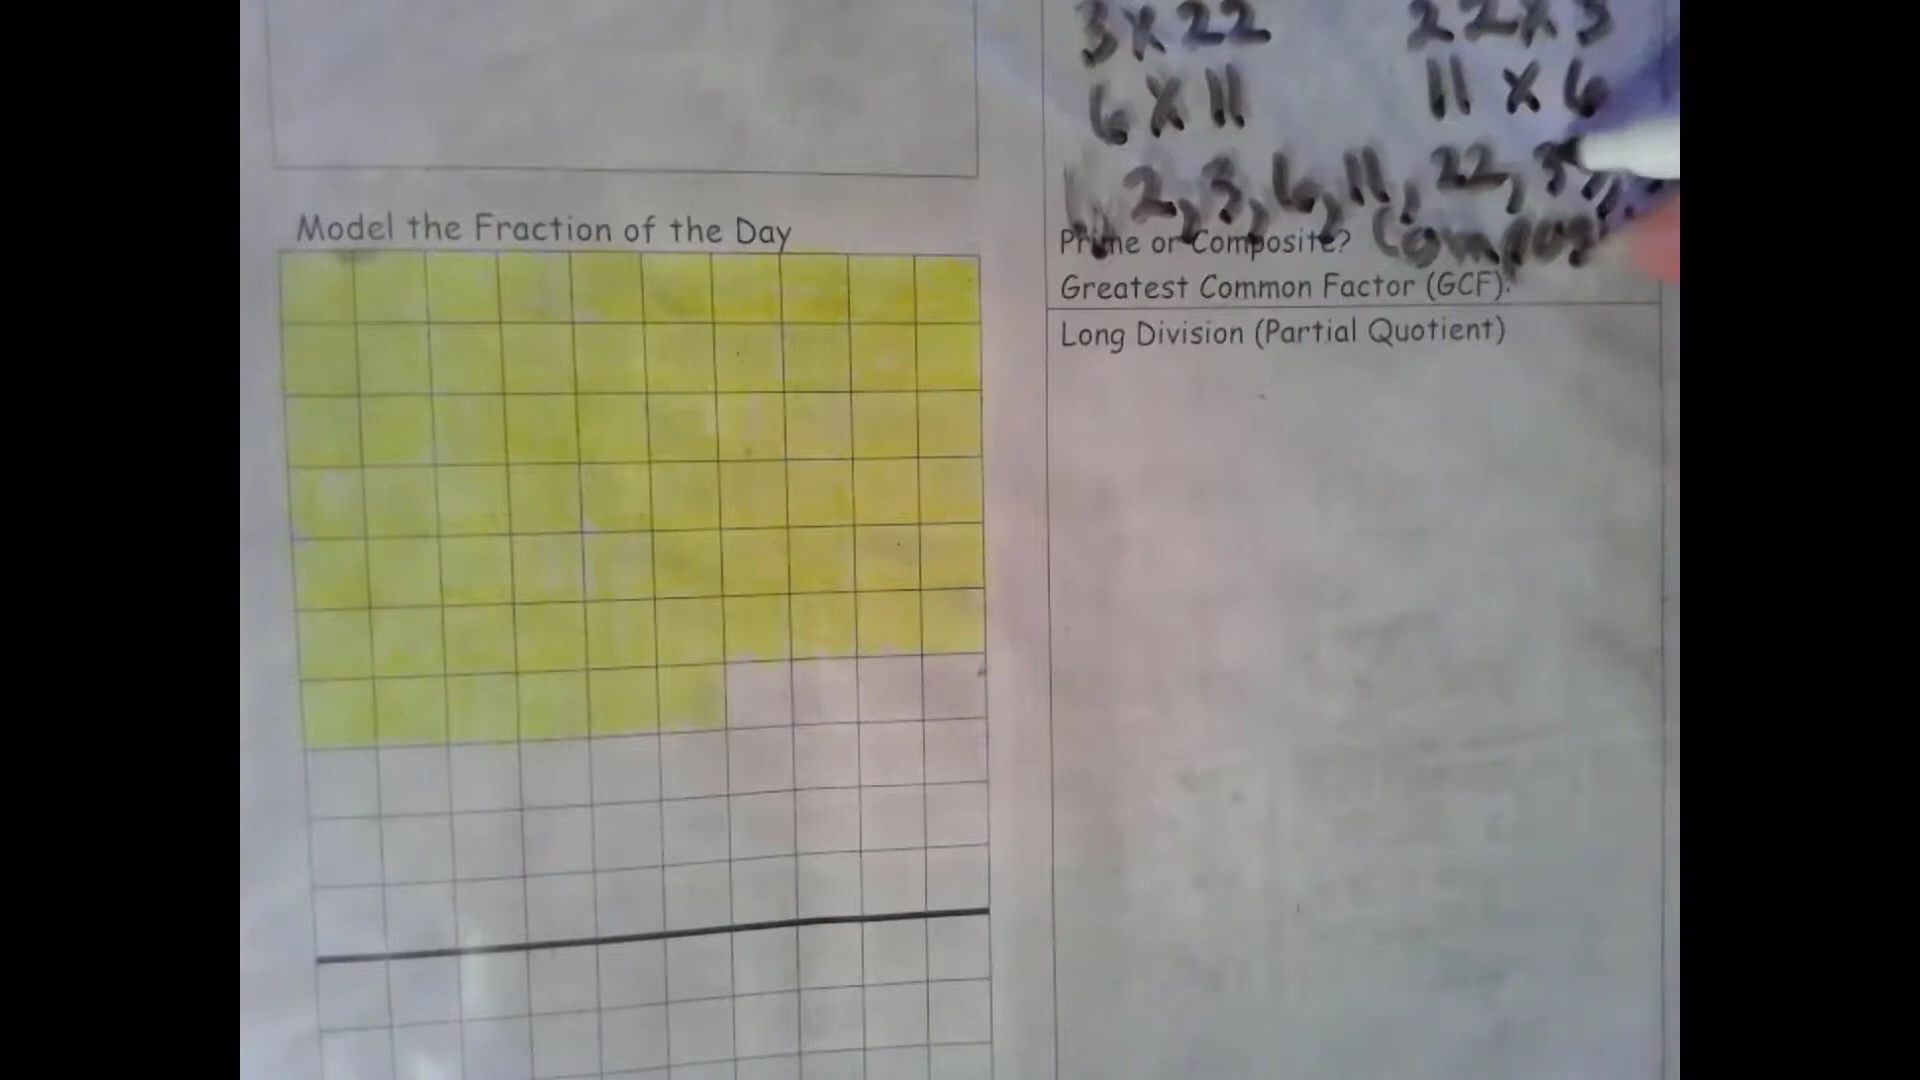 3 x 22 22 x 3
6 x 11 11 x 6
1, 2, 3, 6, 11, 22, 33,
Model the Fraction of the Day
Prime or Composite?
Greatest Common Factor (GCF):
Long Division (Partial Quotient)